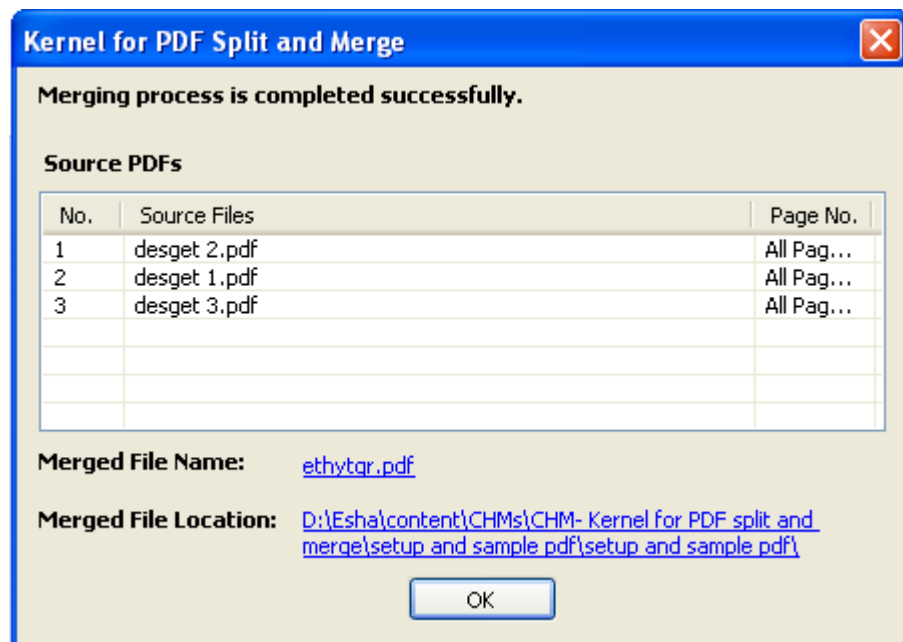 Kernel for PDF Split and Merge
Merging process is completed successfully.
Source PDFs
No. Source Files Page No.
1 desget 2.pdf All Pag...
2 desget 1.pdf All Pag...
3 desget 3.pdf All Pag...
Merged File Name: ethytqr.pdf
Merged File Location: D:\Esha\content\CHMs\CHM- Kernel for PDF split and
merge\setup and sample pdf\setup and sample pdf\
OK